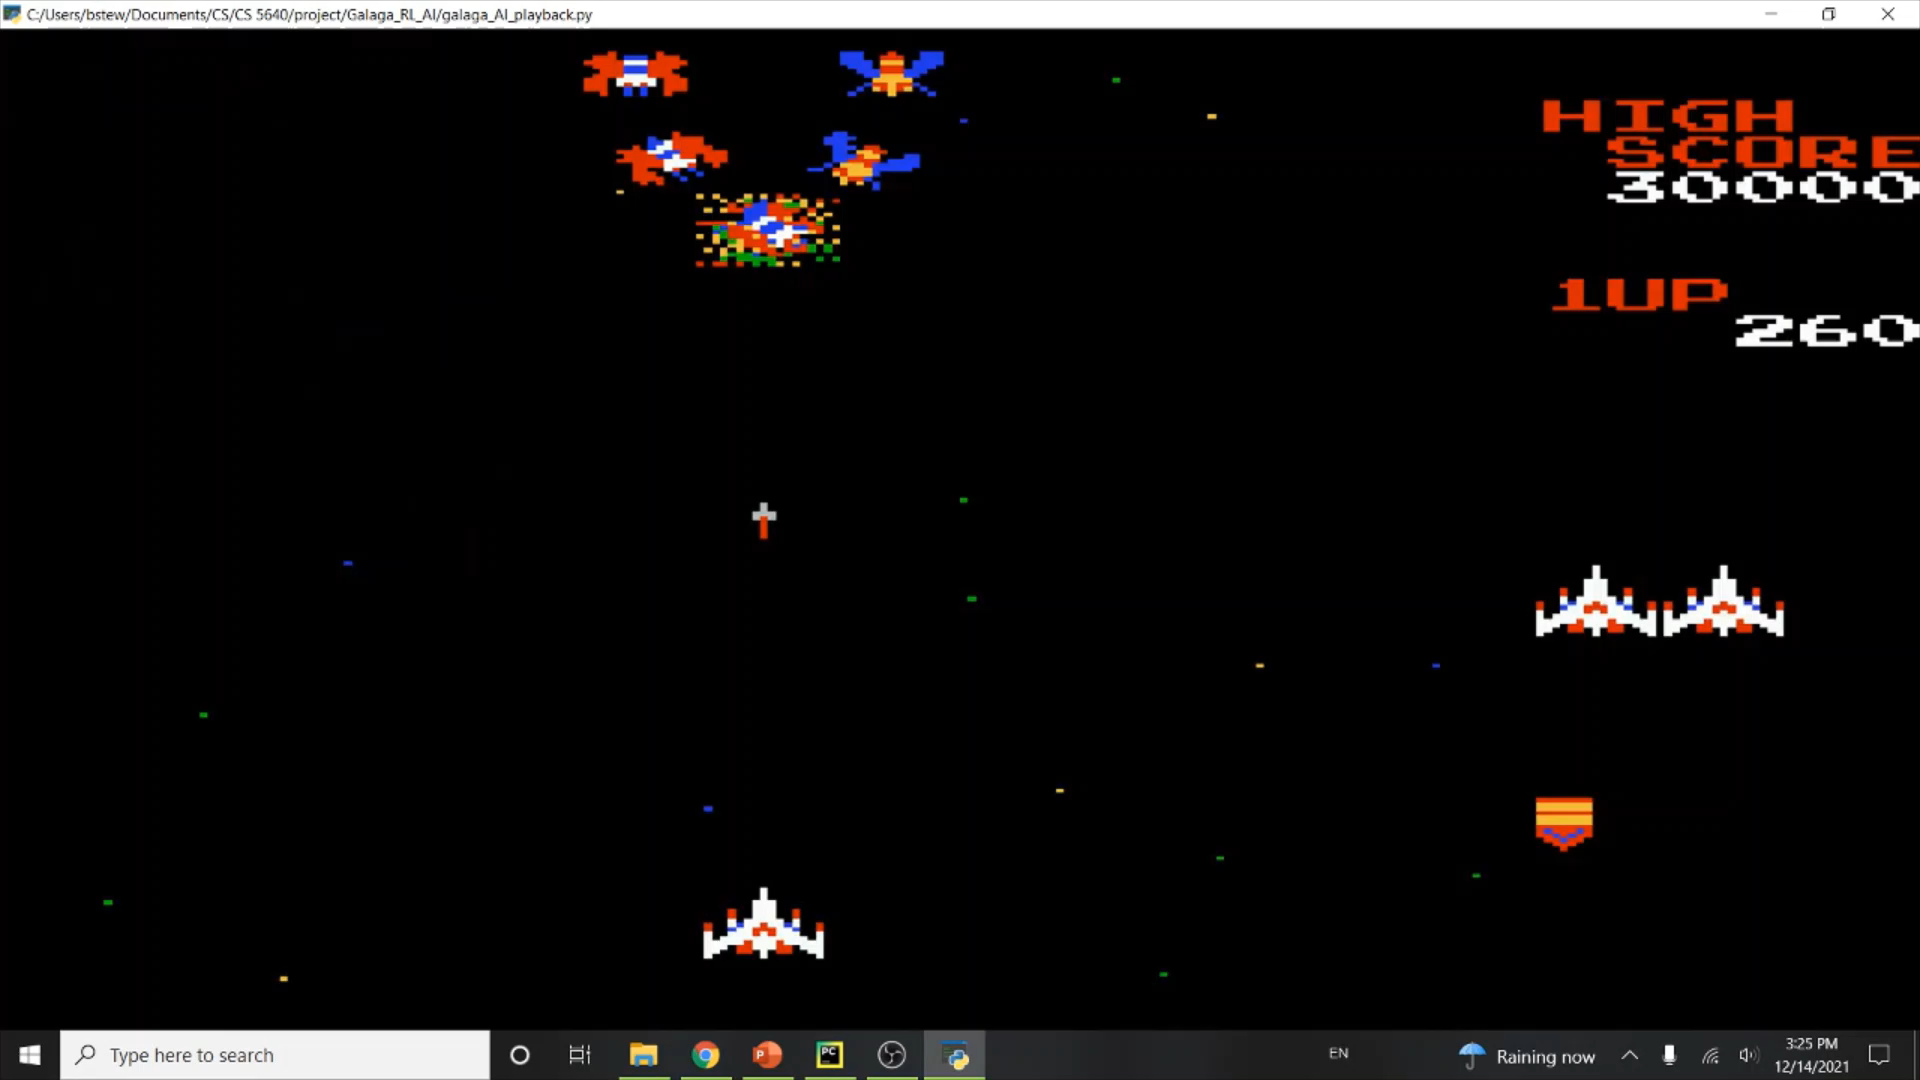 C:/Users/bstew/Documents/CS/CS 5640/project/Galaga_RL_AI/galaga_AI_playback.py
HIGH
SCORE
30000
1UP
260
Type here to search
P
PC
EN
Raining now
3:25 PM
12/14/2021